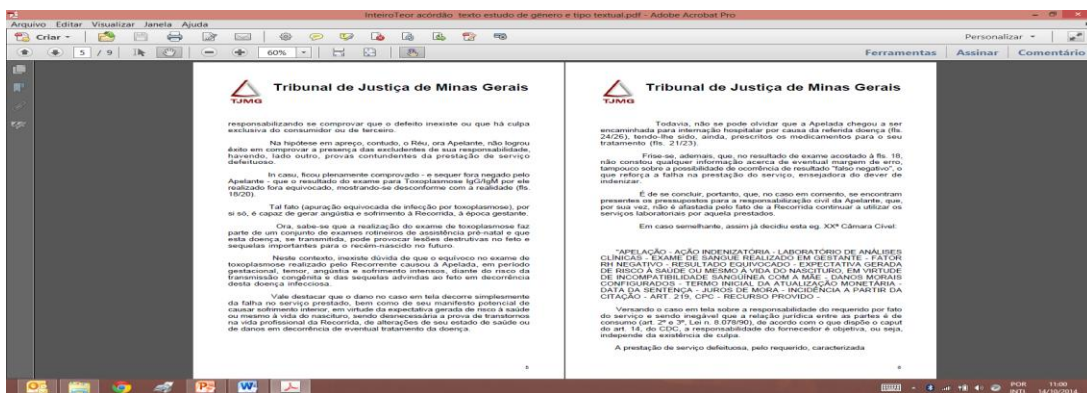 InteiroTeor acórdão texto estudo de gênero e tipo textual.pdf - Adobe Acrobat Pro
Arquivo Editar Visualizar Janela Ajuda
Criar
Personalizar
5 / 9
60%
Ferramentas Assinar Comentário
Tribunal de Justiça de Minas Gerais
TJMG
responsabilizando se comprovar que o defeito inexiste ou que há culpa
exclusiva do consumidor ou de terceiro.
Na hipótese em apreço, contudo, o Réu, ora Apelante, não logrou
êxito em comprovar a presença das excludentes de sua responsabilidade,
havendo, lado outro, provas contundentes da prestação de serviço
defeituoso.
In casu, ficou plenamente comprovado - e sequer fora negado pelo
Apelante - que o resultado do exame para Toxoplasmose IgG/IgM por ele
realizado fora equivocado, mostrando-se desconforme com a realidade (fls.
18/20).
Tal fato (apuração equivocada de infecção por toxoplasmose), por
si só, é capaz de gerar angústia e sofrimento à Recorrida, à época gestante.
Ora, sabe-se que a realização do exame de toxoplasmose faz
parte de um conjunto de exames rotineiros de assistência pré-natal e que
esta doença, se transmitida, pode provocar lesões destrutivas no feto e
sequelas importantes para o recém-nascido no futuro.
Neste contexto, inexiste dúvida de que o equívoco no exame de
toxoplasmose realizado pelo Recorrente causou à Apelada, em período
gestacional, temor, angústia e sofrimento intensos, diante do risco da
transmissão congênita e das sequelas advindas ao feto em decorrência
desta doença infecciosa.
Vale destacar que o dano no caso em tela decorre simplesmente
da falha no serviço prestado, bem como de seu manifesto potencial de
causar sofrimento interior, em virtude da expectativa gerada de risco à saúde
ou mesmo à vida do nascituro, sendo desnecessária a prova de transtornos
na vida profissional da Recorrida, de alterações de seu estado de saúde ou
de danos em decorrência de eventual tratamento da doença.
5
Tribunal de Justiça de Minas Gerais
TJMG
Todavia, não se pode olvidar que a Apelada chegou a ser
encaminhada para internação hospitalar por causa da referida doença (fls.
24/26), tendo-lhe sido, ainda, prescritos os medicamentos para o seu
tratamento (fls. 21/23).
Frise-se, ademais, que, no resultado de exame acostado à fls. 18,
não constou qualquer informação acerca de eventual margem de erro,
tampouco sobre a possibilidade de ocorrência de resultado "falso negativo", o
que reforça a falha na prestação do serviço, ensejadora do dever de
indenizar.
É de se concluir, portanto, que, no caso em comento, se encontram
presentes os pressupostos para a responsabilização civil da Apelante, que,
por sua vez, não é afastada pelo fato de a Recorrida continuar a utilizar os
serviços laboratoriais por aquela prestados.
Em caso semelhante, assim já decidiu esta eg. XXª Câmara Cível:
"APELAÇÃO - AÇÃO INDENIZATÓRIA - LABORATÓRIO DE ANÁLISES
CLÍNICAS - EXAME DE SANGUE REALIZADO EM GESTANTE - FATOR
RH NEGATIVO - RESULTADO EQUIVOCADO - EXPECTATIVA GERADA
DE RISCO À SAÚDE OU MESMO À VIDA DO NASCITURO, EM VIRTUDE
DE INCOMPATIBILIDADE SANGUÍNEA COM A MÃE - DANOS MORAIS
CONFIGURADOS - TERMO INICIAL DA ATUALIZAÇÃO MONETÁRIA -
DATA DA SENTENÇA - JUROS DE MORA - INCIDÊNCIA A PARTIR DA
CITAÇÃO - ART. 219, CPC - RECURSO PROVIDO -
Versando o caso em tela sobre a responsabilidade do requerido por fato
do serviço e sendo inegável que a relação jurídica entre as partes é de
consumo (art. 2º e 3º, Lei n. 8.078/90), de acordo com o que dispõe o caput
do art. 14, do CDC, a responsabilidade do fornecedor é objetiva, ou seja,
independe da existência de culpa.
A prestação de serviço defeituosa, pelo requerido, caracterizada
6
POR
INTL
11:00
14/10/2014